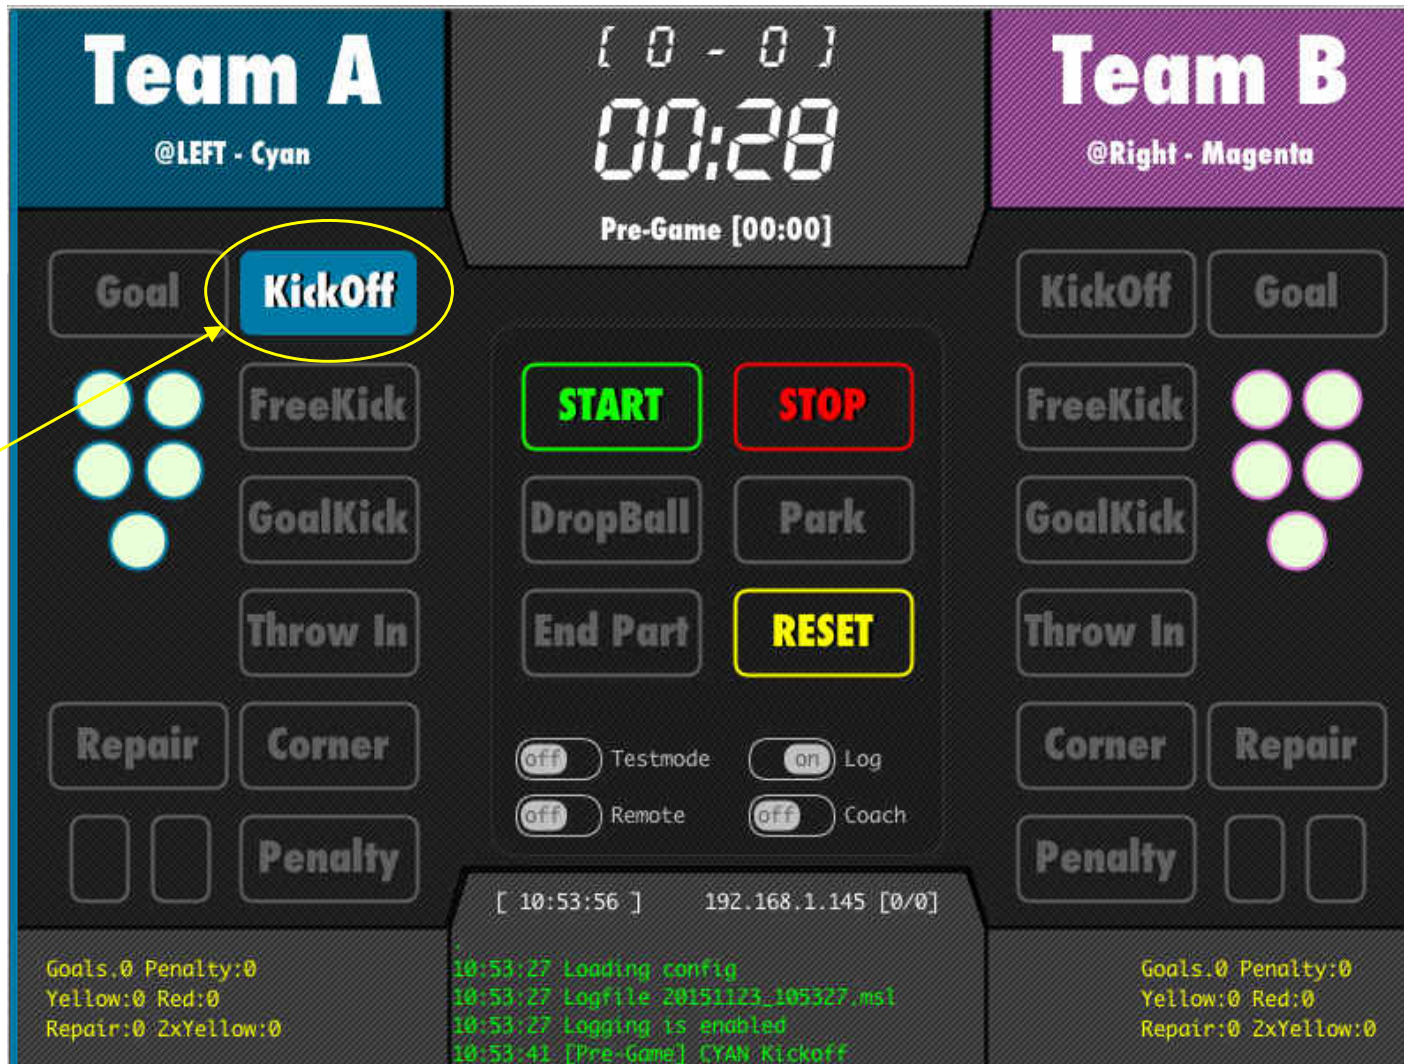 Team A
@LEFT - Cyan
[ 0 - 0 ]
00:28
Pre-Game [00:00]
Team B
@Right - Magenta
Goal
KickOff
FreeKick
GoalKick
Throw In
Repair
Corner
Penalty
START
STOP
DropBall
Park
End Part
RESET
off Testmode
on Log
off Remote
off Coach
KickOff
Goal
FreeKick
GoalKick
Throw In
Corner
Repair
Penalty
[ 10:53:56 ] 192.168.1.145 [0/0]
.
10:53:27 Loading config
10:53:27 Logfile 20151123_105327.msl
10:53:27 Logging is enabled
10:53:41 [Pre-Game] CYAN Kickoff
Goals.0 Penalty:0
Yellow:0 Red:0
Repair:0 2xYellow:0
Goals.0 Penalty:0
Yellow:0 Red:0
Repair:0 2xYellow:0